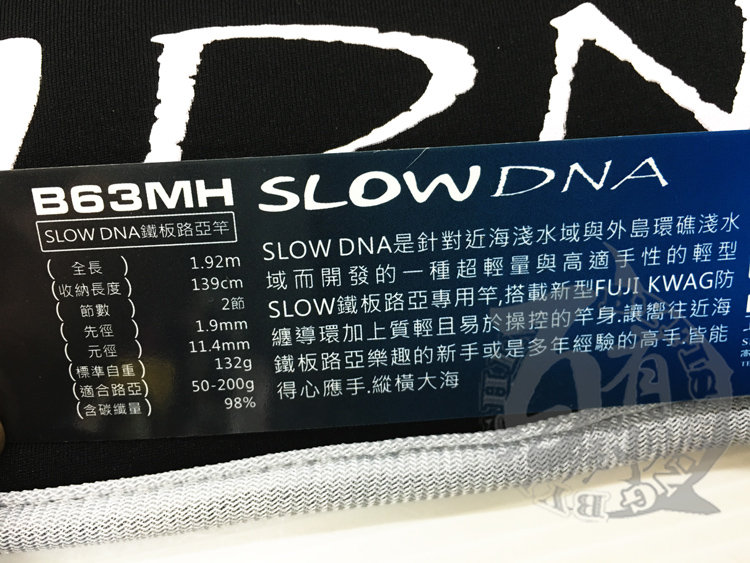 B63MH SLOW DNA
SLOW DNA鐵板路亞竿
(全長) 1.92m
(收納長度) 139cm
(節數) 2節
(先徑) 1.9mm
(元徑) 11.4mm
(標準自重) 132g
(適合路亞) 50-200g
(含碳纖量) 98%
SLOW DNA是針對近海淺水域與外島環礁淺水
域而開發的一種超輕量與高適手性的輕型
SLOW鐵板路亞專用竿,搭載新型FUJI KWAG防
纏導環加上質輕且易於操控的竿身.讓嚮往近海
鐵板路亞樂趣的新手或是多年經驗的高手.皆能
得心應手.縱橫大海